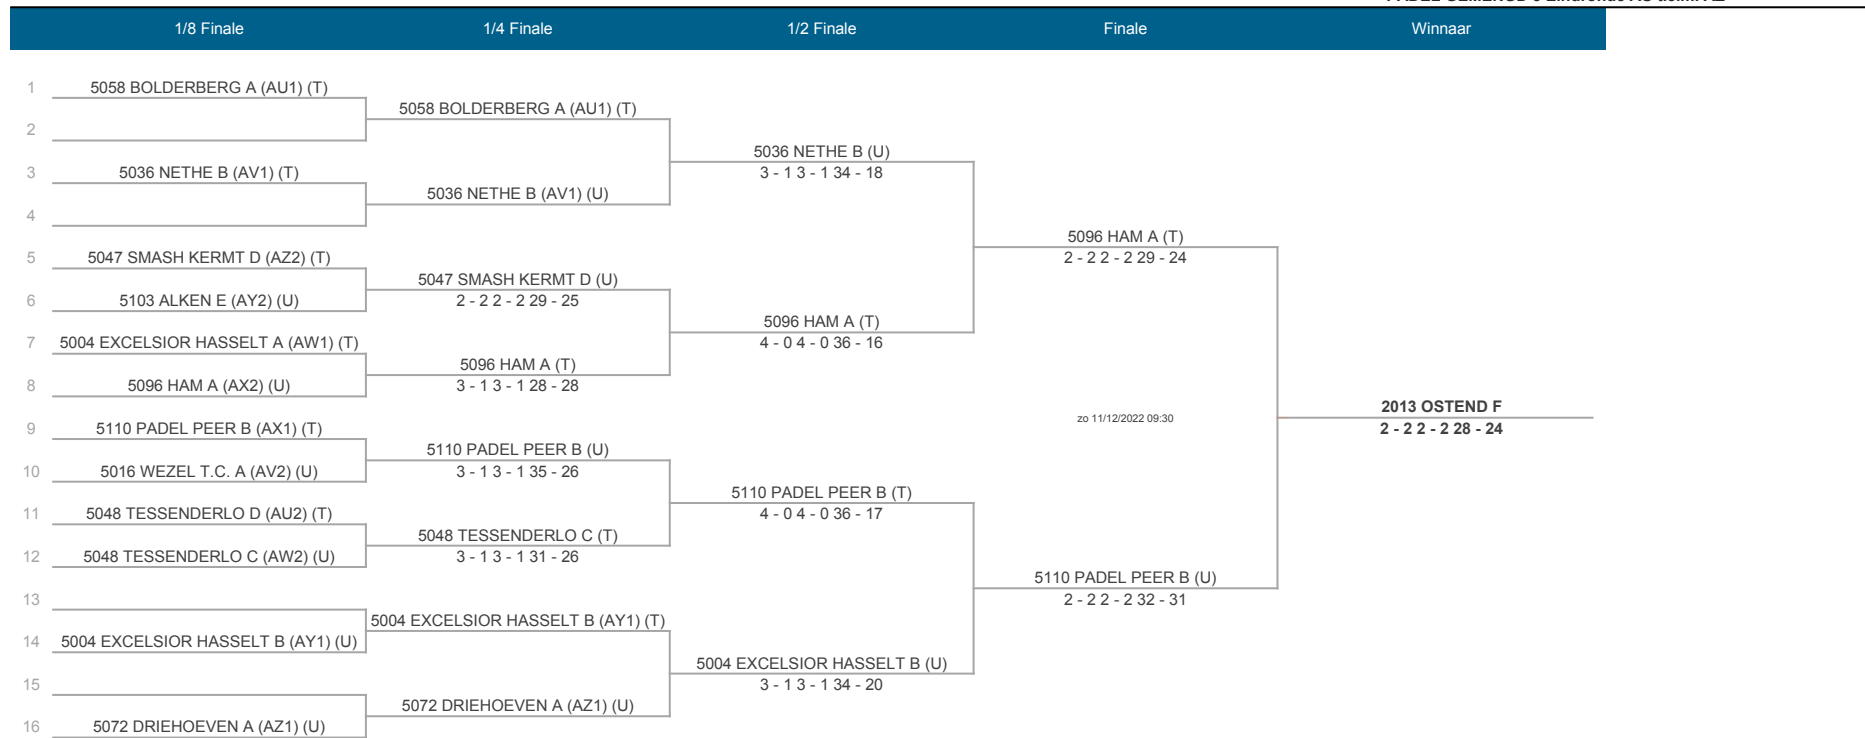 1/8 Finale 1/4 Finale 1/2 Finale Finale Winnaar
1 5058 BOLDERBERG A (AU1) (T)
5058 BOLDERBERG A (AU1) (T)
2
5036 NETHE B (U)
3 5036 NETHE B (AV1) (T)
3 - 1 3 - 1 34 - 18
5036 NETHE B (AV1) (U)
4
5096 HAM A (T)
5 5047 SMASH KERMT D (AZ2) (T)
2 - 2 2 - 2 29 - 24
5047 SMASH KERMT D (U)
6 5103 ALKEN E (AY2) (U)
2 - 2 2 - 2 29 - 25
5096 HAM A (T)
7 5004 EXCELSIOR HASSELT A (AW1) (T)
4 - 0 4 - 0 36 - 16
5096 HAM A (T)
8 5096 HAM A (AX2) (U)
3 - 1 3 - 1 28 - 28
2013 OSTEND F
zo 11/12/2022 09:30
9 5110 PADEL PEER B (AX1) (T)
2 - 2 2 - 2 28 - 24
5110 PADEL PEER B (U)
10 5016 WEZEL T.C. A (AV2) (U)
3 - 1 3 - 1 35 - 26
5110 PADEL PEER B (T)
11 5048 TESSENDERLO D (AU2) (T)
4 - 0 4 - 0 36 - 17
5048 TESSENDERLO C (T)
12 5048 TESSENDERLO C (AW2) (U)
3 - 1 3 - 1 31 - 26
5110 PADEL PEER B (U)
13
2 - 2 2 - 2 32 - 31
5004 EXCELSIOR HASSELT B (AY1) (T)
14 5004 EXCELSIOR HASSELT B (AY1) (U)
5004 EXCELSIOR HASSELT B (U)
15
3 - 1 3 - 1 34 - 20
5072 DRIEHOEVEN A (AZ1) (U)
16 5072 DRIEHOEVEN A (AZ1) (U)